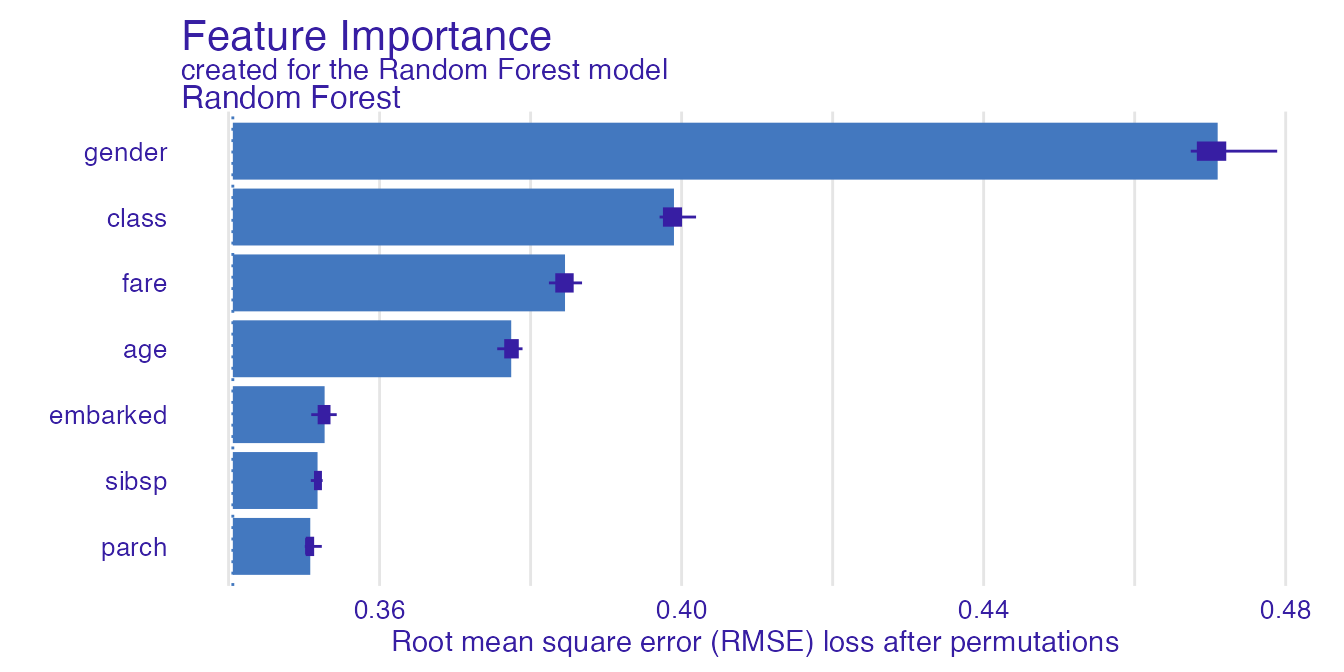 Feature Importance
created for the Random Forest model
Random Forest
gender
class
fare
age
embarked
sibsp
parch
0.36 0.40 0.44 0.48
Root mean square error (RMSE) loss after permutations